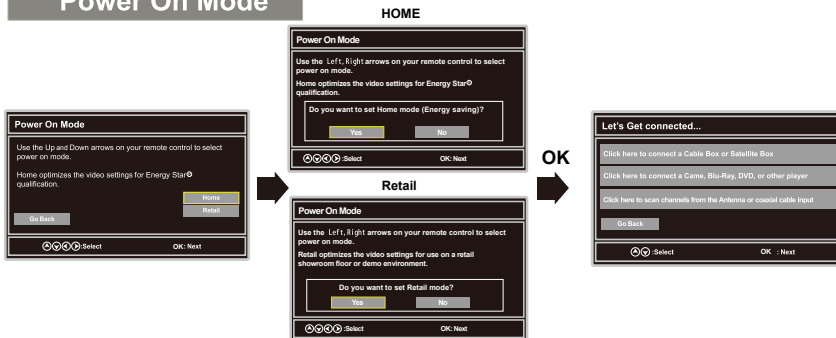 Power On Mode
HOME
Power On Mode
Use the Left, Right arrows on your remote control to select
power on mode.
Home optimizes the video settings for Energy Star
qualification.
Do you want to set Home mode (Energy saving)?
Yes No
:Select OK: Next
Power On Mode
Use the Up and Down arrows on your remote control to select
power on mode.
Home optimizes the video settings for Energy Star
qualification.
Home
Retail
Go Back
:Select OK: Next
Retail
Power On Mode
Use the Left, Right arrows on your remote control to select
power on mode.
Retail optimizes the video settings for use on a retail
showroom floor or demo environment.
Do you want to set Retail mode?
Yes No
:Select OK: Next
OK
Let's Get connected...
Click here to connect a Cable Box or Satellite Box
Click here to connect a Came, Blu-Ray, DVD, or other player
Click here to scan channels from the Antenna or coaxial cable input
Go Back
:Select OK : Next